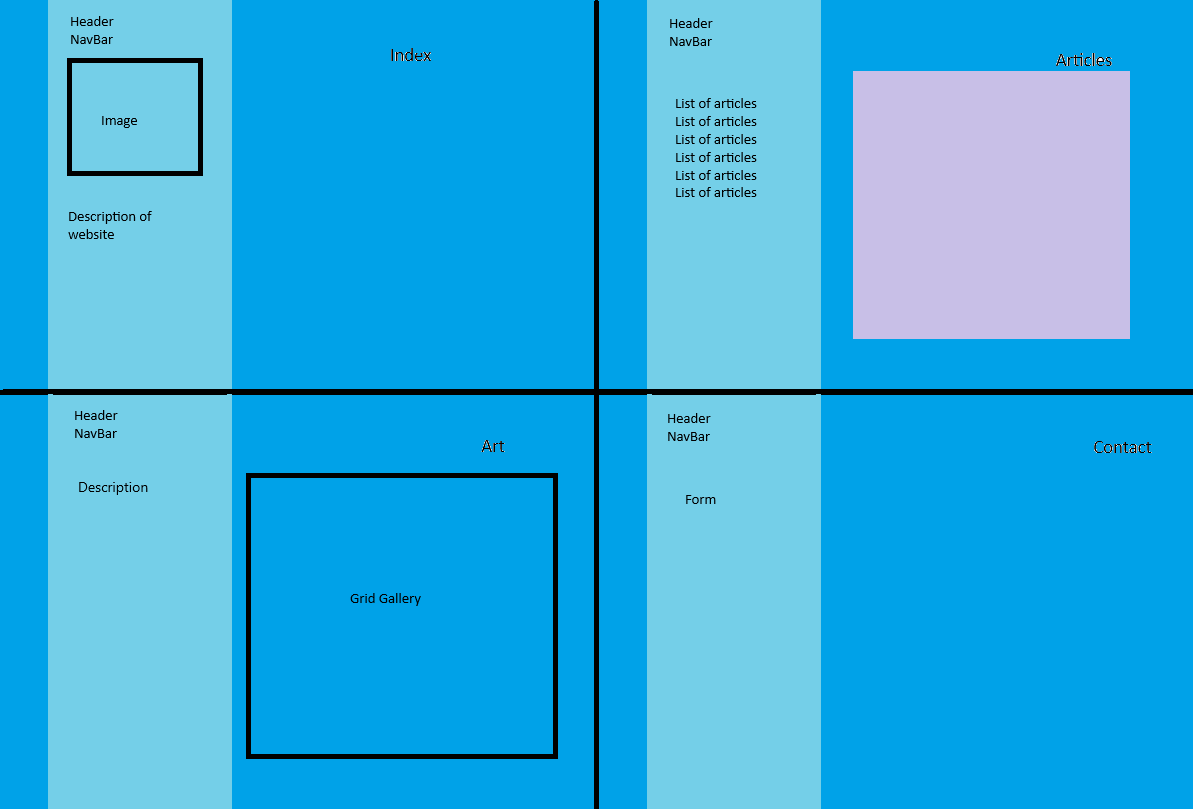 Header
NavBar
Index
Image
Description of
website
Header
NavBar
Articles
List of articles
List of articles
List of articles
List of articles
List of articles
List of articles
Header
NavBar
Art
Description
Grid Gallery
Header
NavBar
Contact
Form